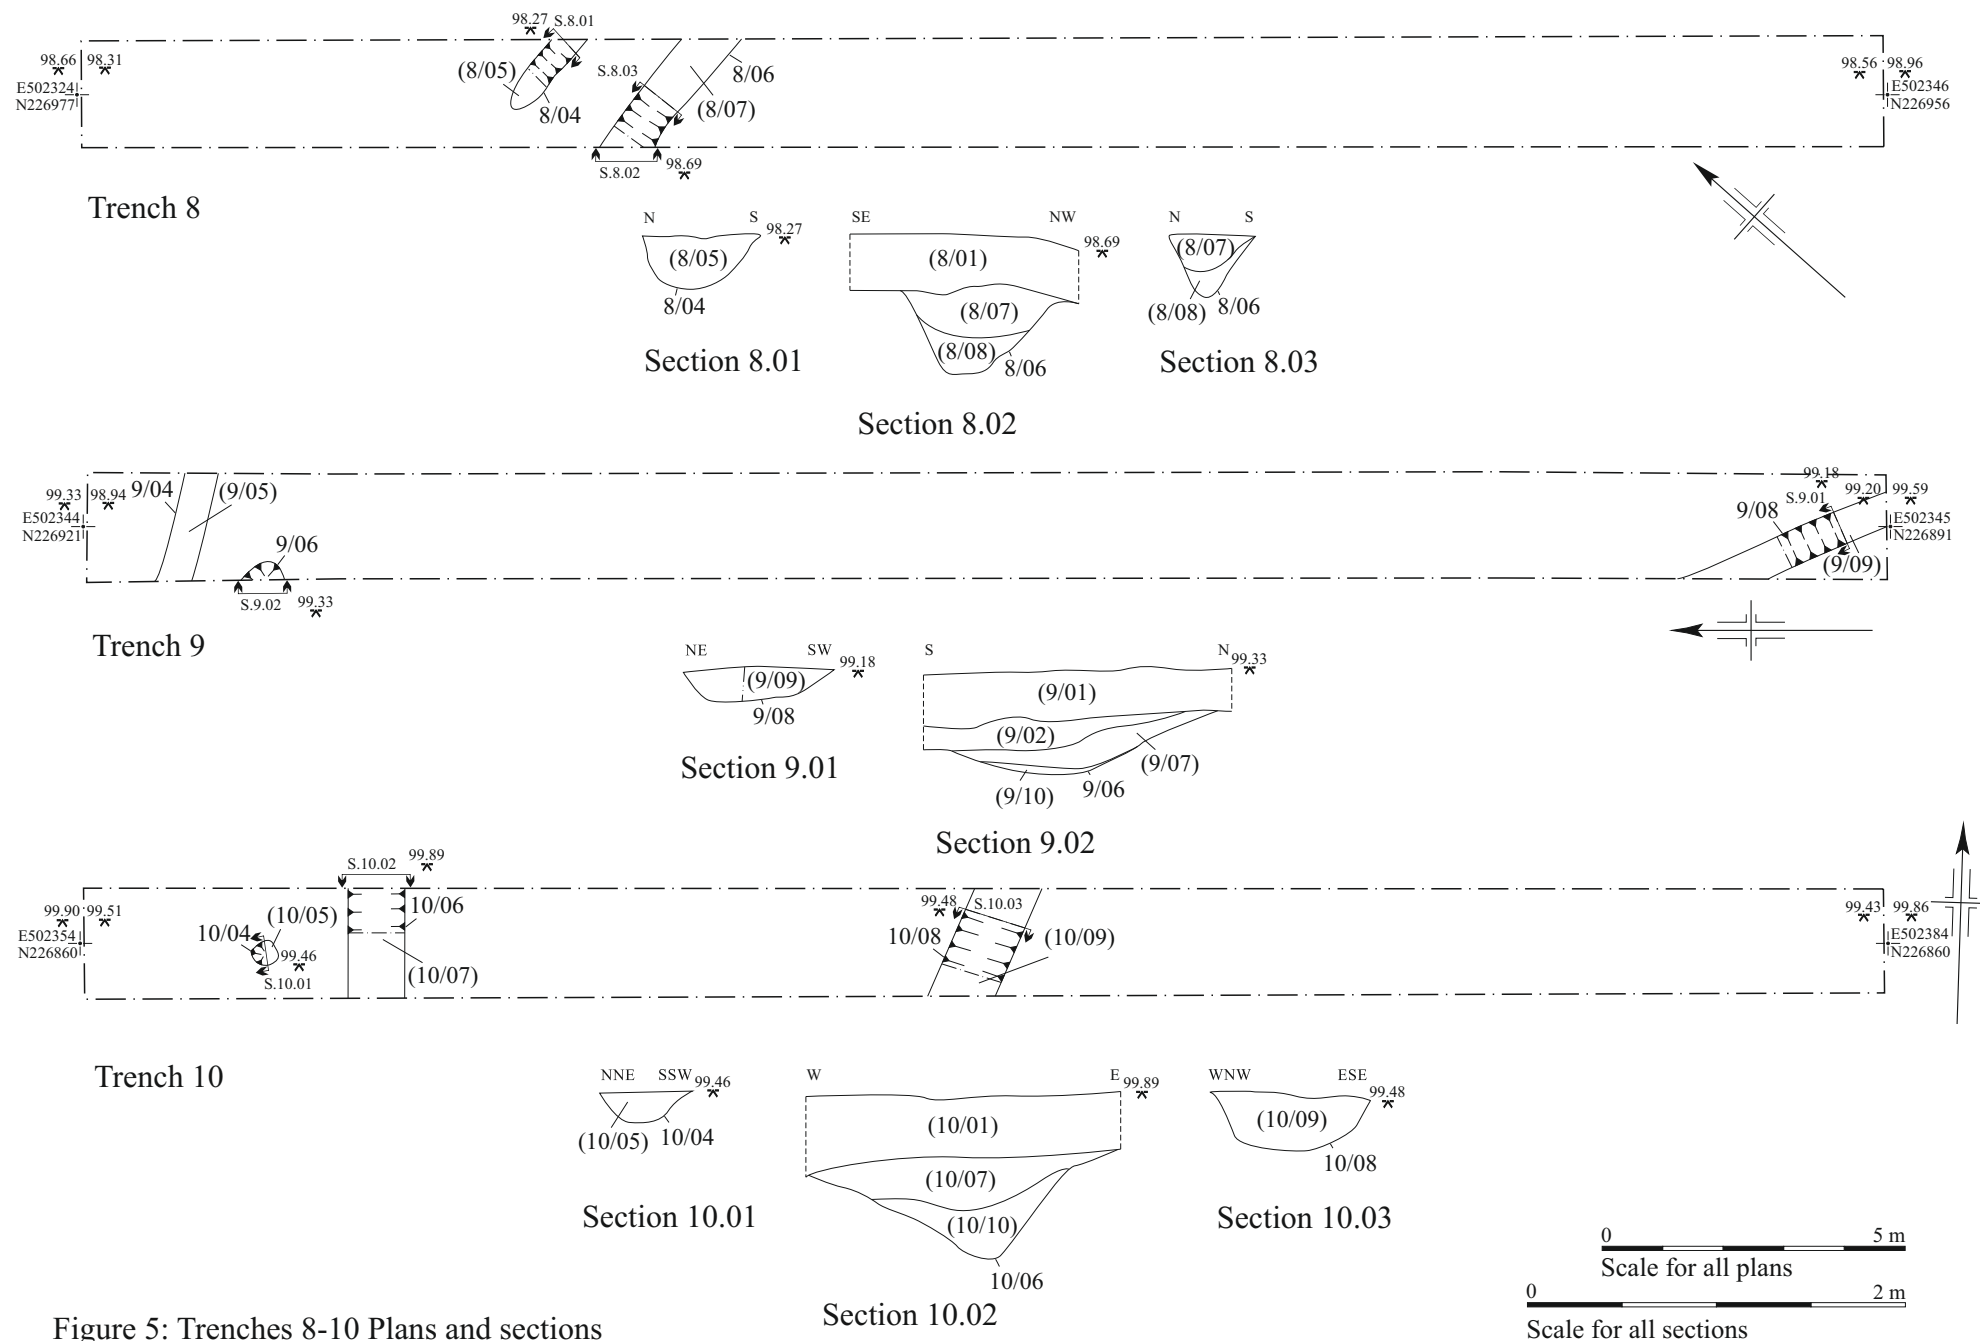 98.27 S.8.01
98.66 98.31
E502324
N226977
(8/05)
8/04
S.8.03
8/06
(8/07)
S.8.02
98.69
98.56 98.96
E502346
N226956
Trench 8
N S 98.27
(8/05)
8/04
Section 8.01
SE NW
98.69
(8/01)
(8/07)
(8/08)
8/06
Section 8.02
N S
(8/07)
(8/08) 8/06
Section 8.03
99.33 98.94
E502344
N226921
9/04 (9/05)
9/06
S.9.02 99.33
99.18
99.20 99.59
S.9.01
9/08
(9/09)
E502345
N226891
Trench 9
NE SW 99.18
(9/09)
9/08
Section 9.01
S N 99.33
(9/01)
(9/02)
(9/07)
(9/10) 9/06
Section 9.02
S.10.02 99.89
99.90 99.51
E502354
N226860
10/04 (10/05)
99.46
S.10.01
10/06
(10/07)
99.48 S.10.03
10/08 (10/09)
99.43 99.86
E502384
N226860
Trench 10
NNE SSW 99.46
(10/05) 10/04
Section 10.01
W E 99.89
(10/01)
(10/07)
(10/10)
10/06
Section 10.02
WNW ESE
99.48
(10/09)
10/08
Section 10.03
0 5 m
Scale for all plans
0 2 m
Scale for all sections
Figure 5: Trenches 8-10 Plans and sections